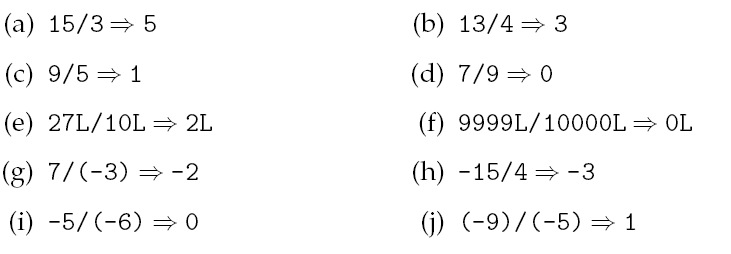 (a) 15/3 ⇒ 5 (b) 13/4 ⇒ 3
(c) 9/5 ⇒ 1 (d) 7/9 ⇒ 0
(e) 27L/10L ⇒ 2L (f) 9999L/10000L ⇒ 0L
(g) 7/(-3) ⇒ -2 (h) -15/4 ⇒ -3
(i) -5/(-6) ⇒ 0 (j) (-9)/(-5) ⇒ 1